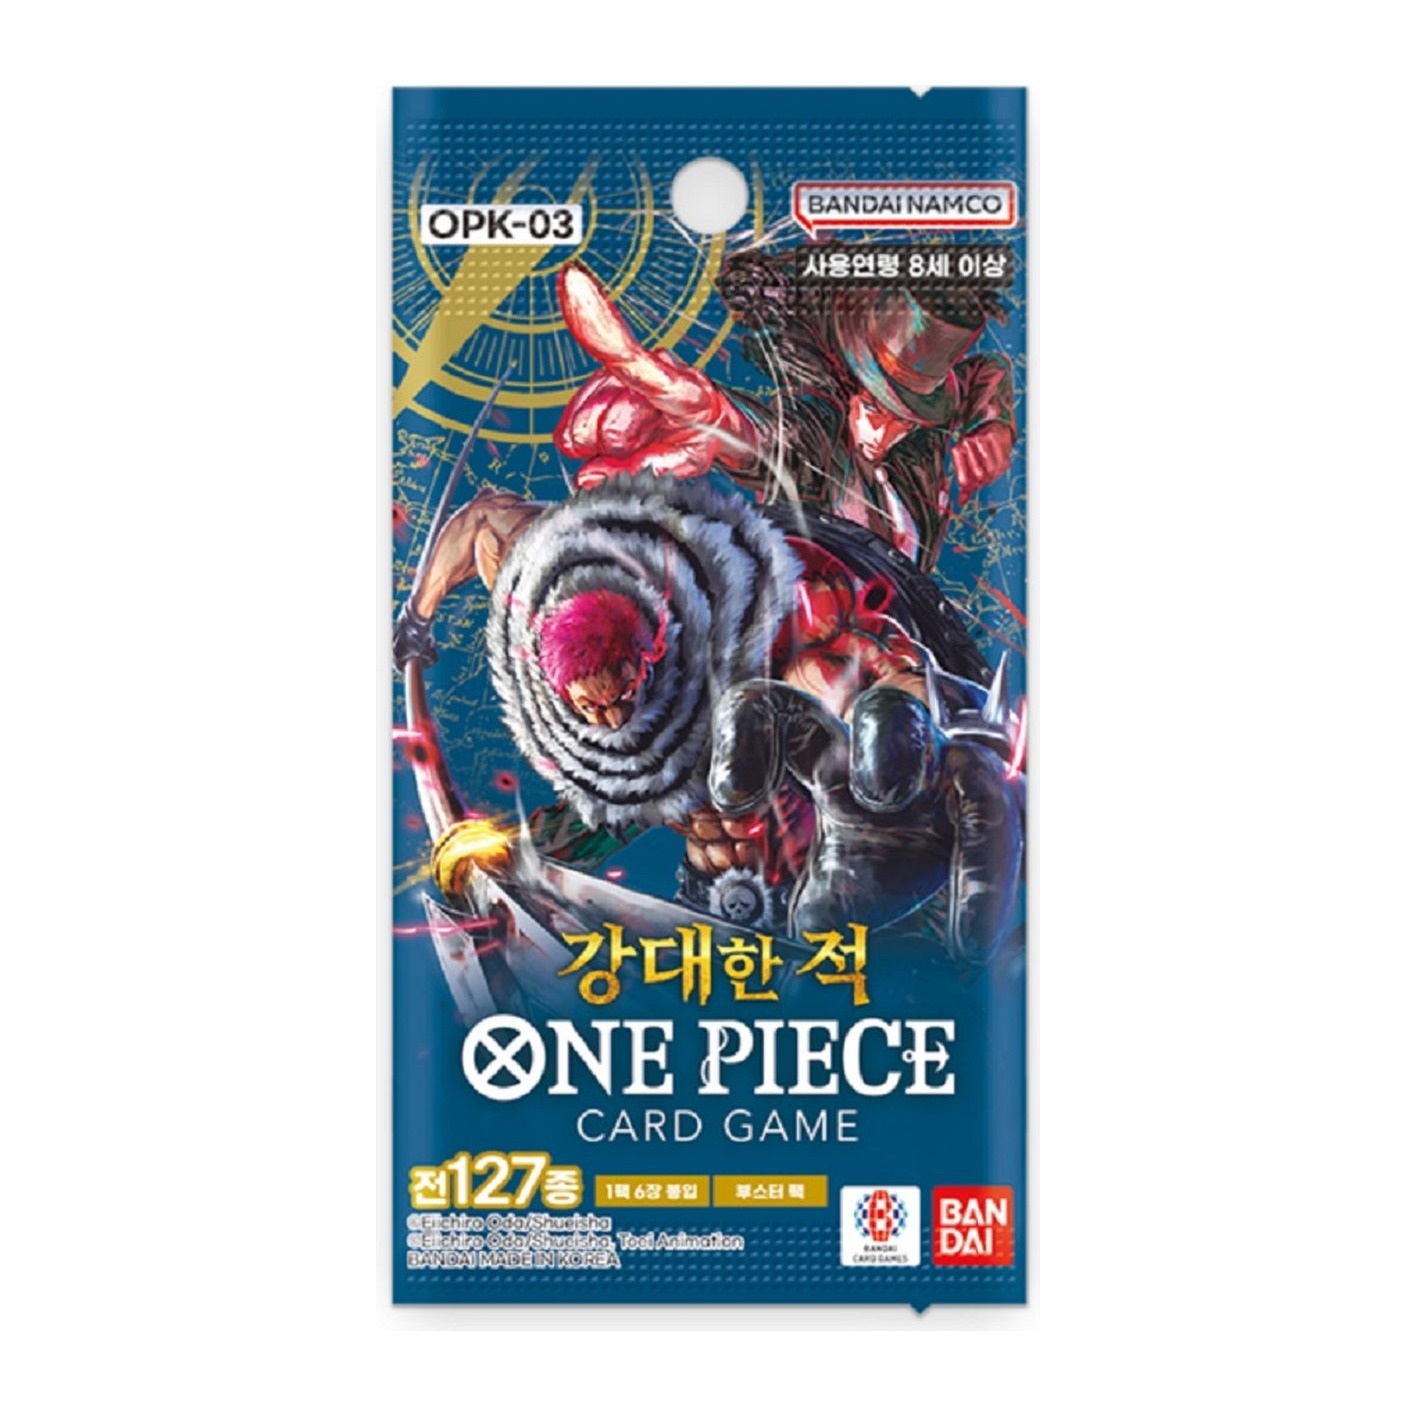 OPK-03
BANDAI NAMCO
사용연령 8세 이상
강대한 적
ONE PIECE
CARD GAME
전127종
1팩 6장 봉입
부스터 팩
©Eiichiro Oda/Shueisha
©Eiichiro Oda/Shueisha, Toei Animation
BANDAI MADE IN KOREA
BANDAI
CARD GAMES
BAN
DAI